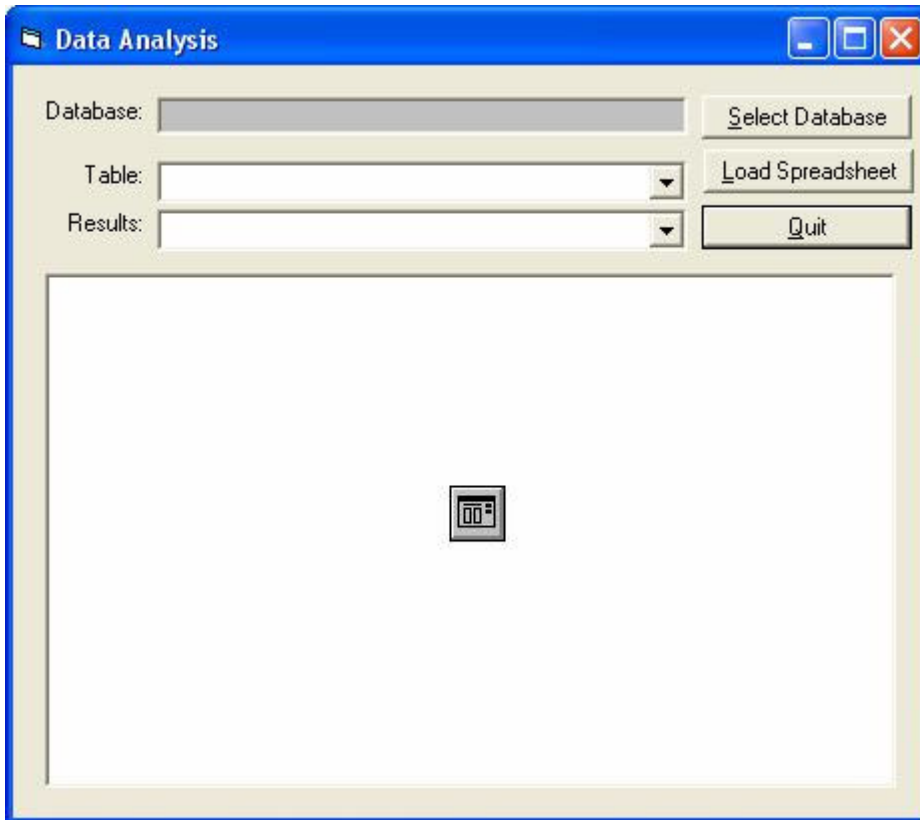 Data Analysis
Database:
Select Database
Table:
Load Spreadsheet
Results:
Quit